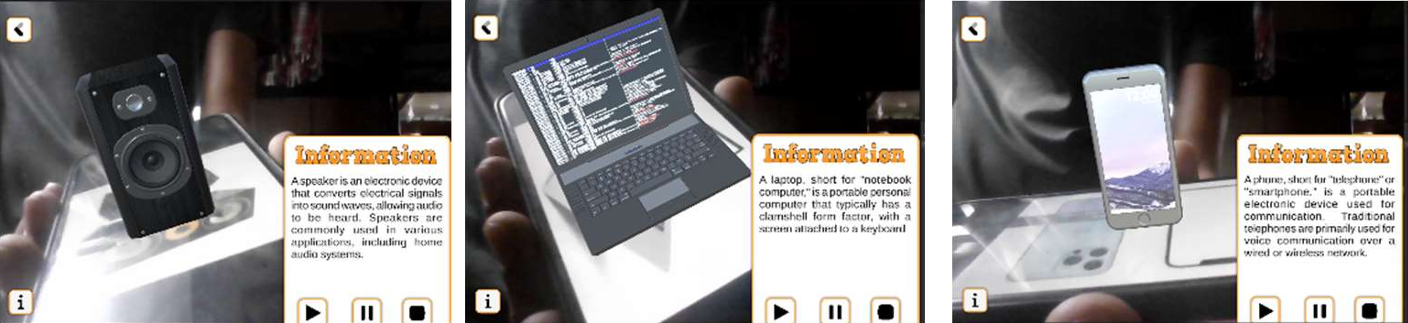 Information
A speaker is an electronic device
that converts electrical signals
into sound waves, allowing audio
to be heard. Speakers are
commonly used in various
applications, including home
audio systems.
i
Information
A laptop, short for "notebook
computer," is a portable personal
computer that typically has a
clamshell form factor, with a
screen attached to a keyboard
i
Information
A phone, short for "telephone" or
"smartphone," is a portable
electronic device used for
communication. Traditional
telephones are primarily used for
voice communication over a
wired or wireless network.
i